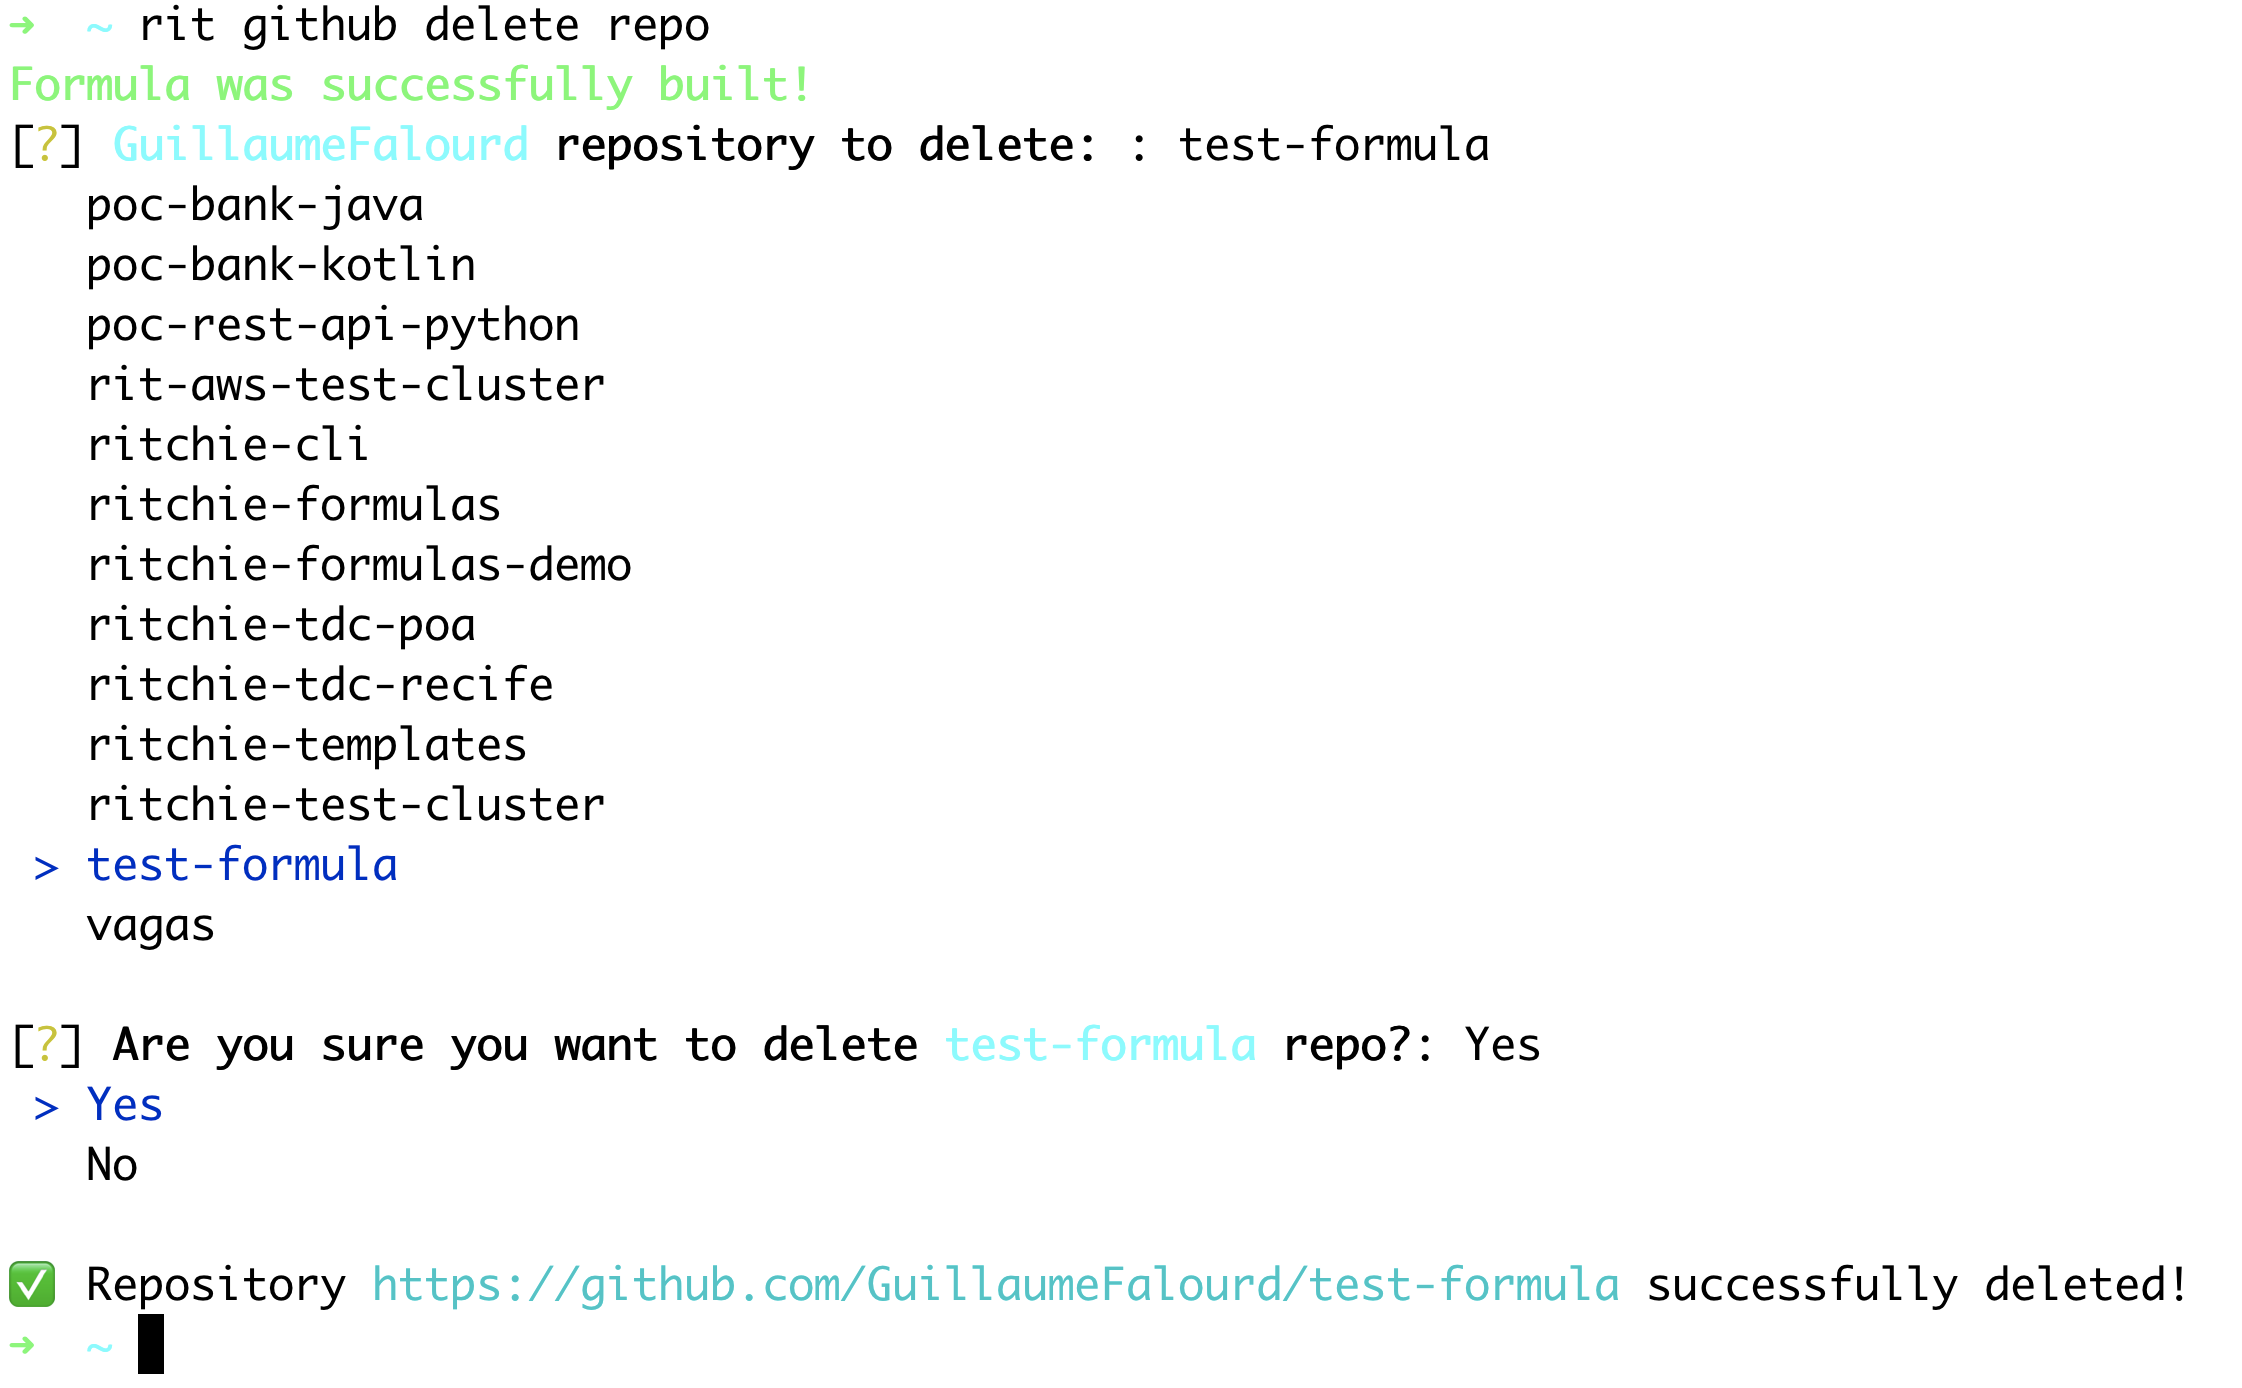 ➜ ~ rit github delete repo
Formula was successfully built!
[?] GuillaumeFalourd repository to delete: : test-formula
poc-bank-java
poc-bank-kotlin
poc-rest-api-python
rit-aws-test-cluster
ritchie-cli
ritchie-formulas
ritchie-formulas-demo
ritchie-tdc-poa
ritchie-tdc-recife
ritchie-templates
ritchie-test-cluster
> test-formula
vagas
[?] Are you sure you want to delete test-formula repo?: Yes
> Yes
No
✅ Repository https://github.com/GuillaumeFalourd/test-formula successfully deleted!
➜ ~